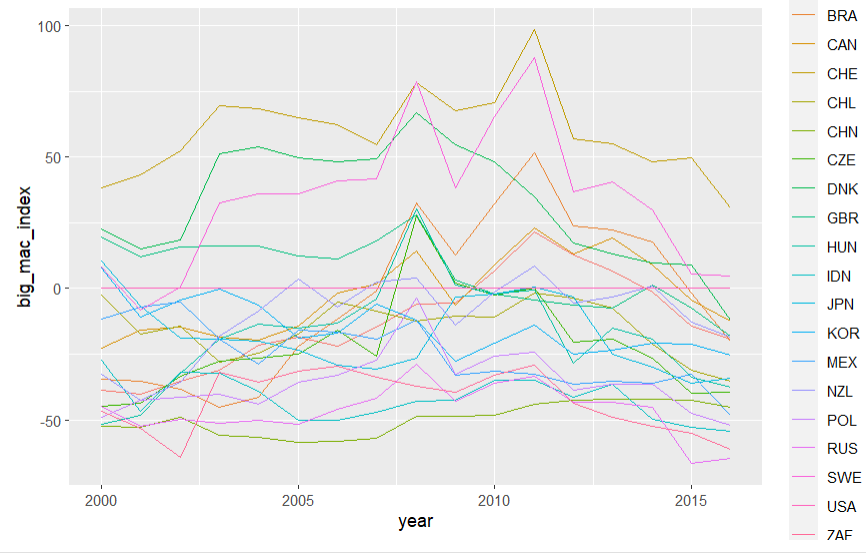 100
50
0
-50
big_mac_index
2000
2005
2010
2015
year
BRA
CAN
CHE
CHL
CHN
CZE
DNK
GBR
HUN
IDN
JPN
KOR
MEX
NZL
POL
RUS
SWE
USA
ZAF